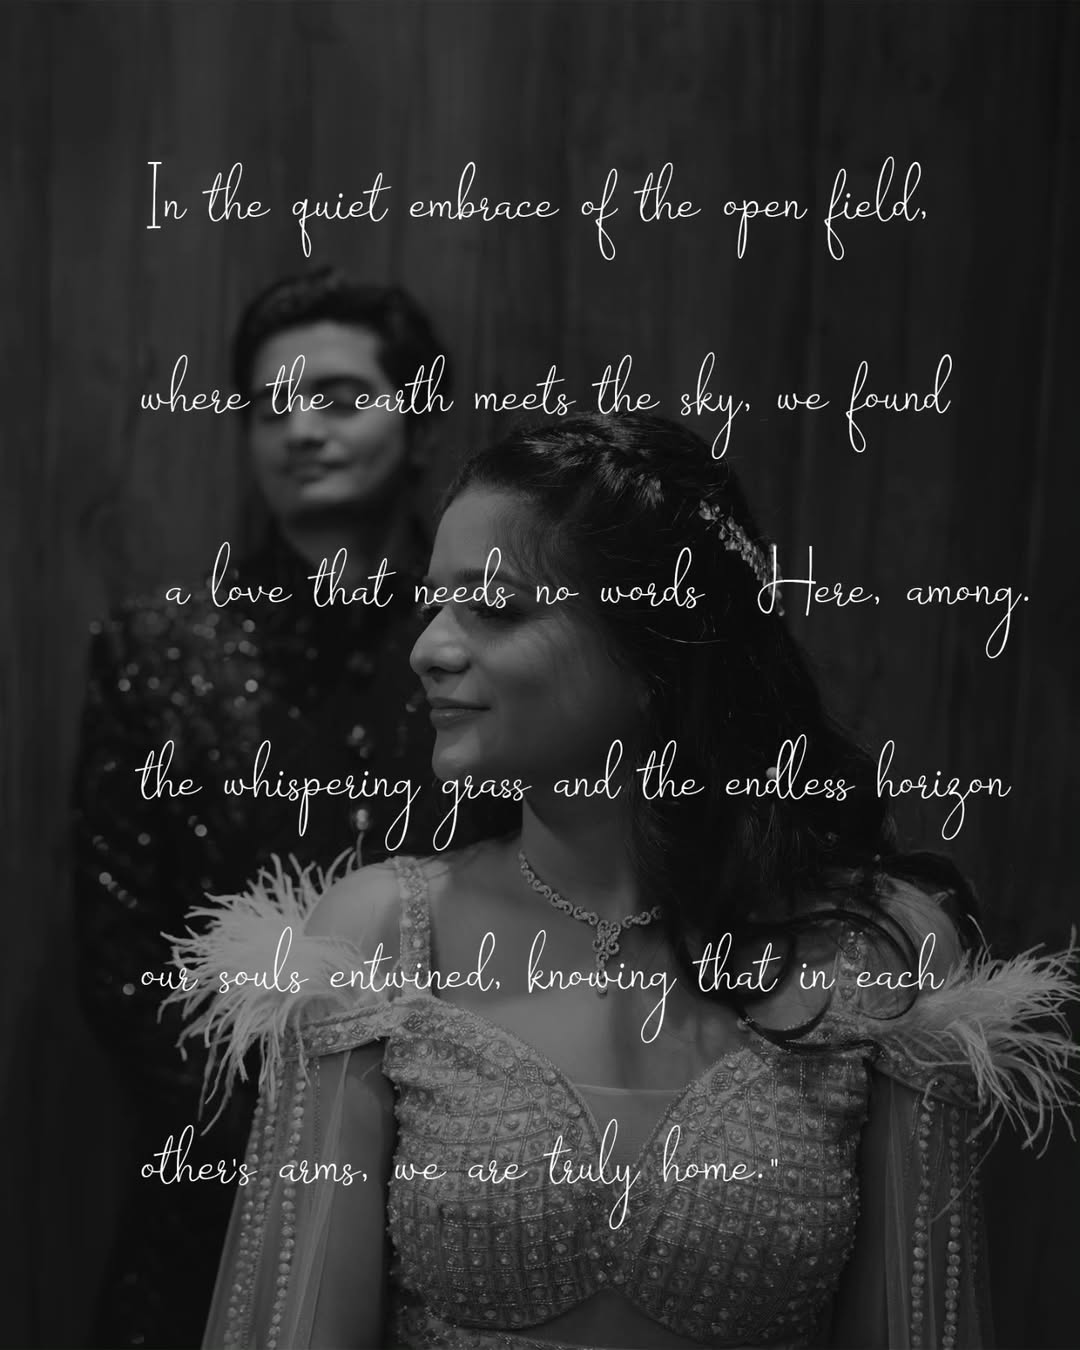 In the quiet embrace of the open field,
where the earth meets the sky, we found
a love that needs no words Here, among.
the whispering grass and the endless horizon
our souls entwined, knowing that in each
other's arms, we are truly home."